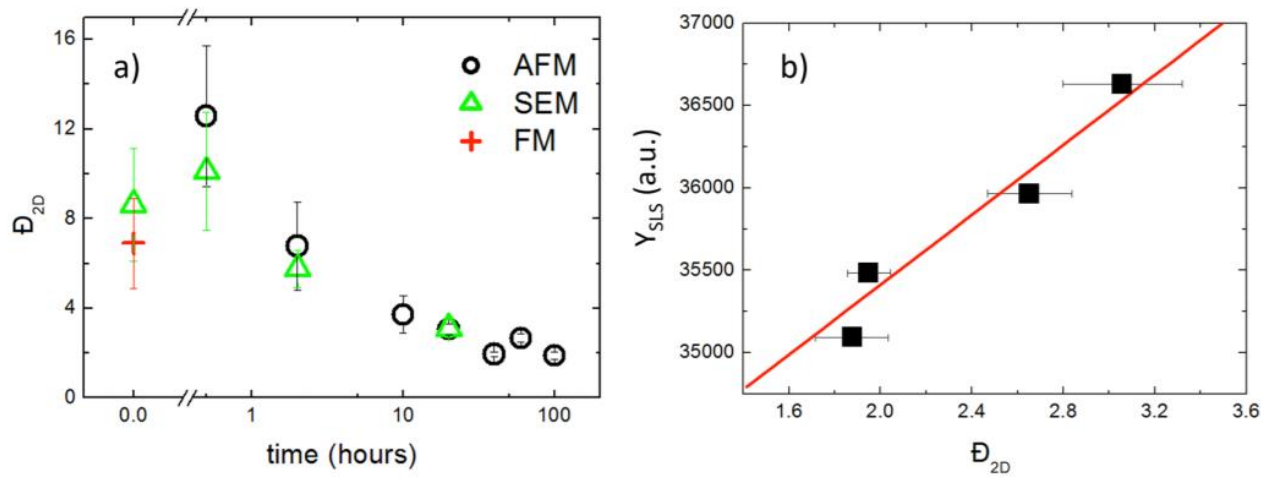 a)
AFM
SEM
FM
16
12
8
4
0
Đ2D
0.0
1
10
100
time (hours)
b)
37000
36500
36000
35500
35000
YSLS (a.u.)
1.6
2.0
2.4
2.8
3.2
3.6
Đ2D